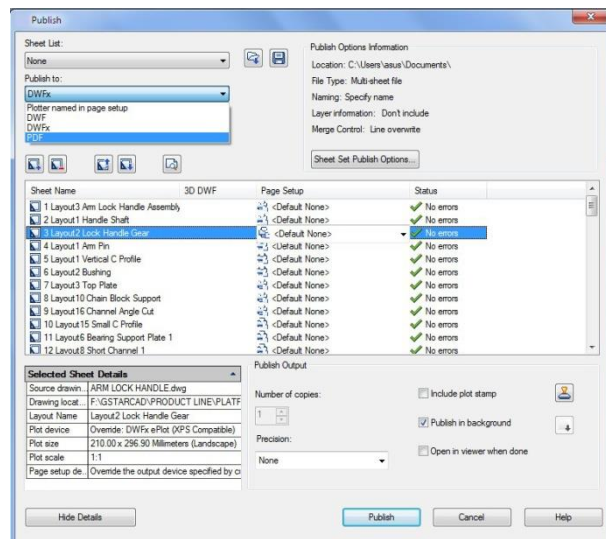 Publish
Sheet List:
None
Publish to:
DWFx
Plotter named in page setup
DWF
DWFx
PDF
Publish Options Information
Location: C:\Users\asus\Documents\
File Type: Multi-sheet file
Naming: Specify name
Layer information: Don't include
Merge Control: Line overwrite
Sheet Set Publish Options...
Sheet Name 3D DWF Page Setup Status
1 Layout3 Arm Lock Handle Assembly <Default None> No errors
2 Layout1 Handle Shaft <Default None> No errors
3 Layout2 Lock Handle Gear <Default None> No errors
4 Layout1 Arm Pin <Default None> No errors
5 Layout1 Vertical C Profile <Default None> No errors
6 Layout2 Bushing <Default None> No errors
7 Layout3 Top Plate <Default None> No errors
8 Layout10 Chain Block Support <Default None> No errors
9 Layout16 Channel Angle Cut <Default None> No errors
10 Layout15 Small C Profile <Default None> No errors
11 Layout6 Bearing Support Plate 1 <Default None> No errors
12 Layout8 Short Channel 1 <Default None> No errors
Selected Sheet Details
Source drawin... ARM LOCK HANDLE.dwg
Drawing locat... F:\GSTARCAD\PRODUCT LINE\PLATF
Layout Name Layout2 Lock Handle Gear
Plot device Override: DWFx ePlot (XPS Compatible)
Plot size 210.00 x 296.90 Millimeters (Landscape)
Plot scale 1:1
Page setup de... Override the output device specified by cr
Publish Output
Number of copies:
1
Precision:
None
Include plot stamp
Publish in background
Open in viewer when done
Hide Details
Publish
Cancel
Help